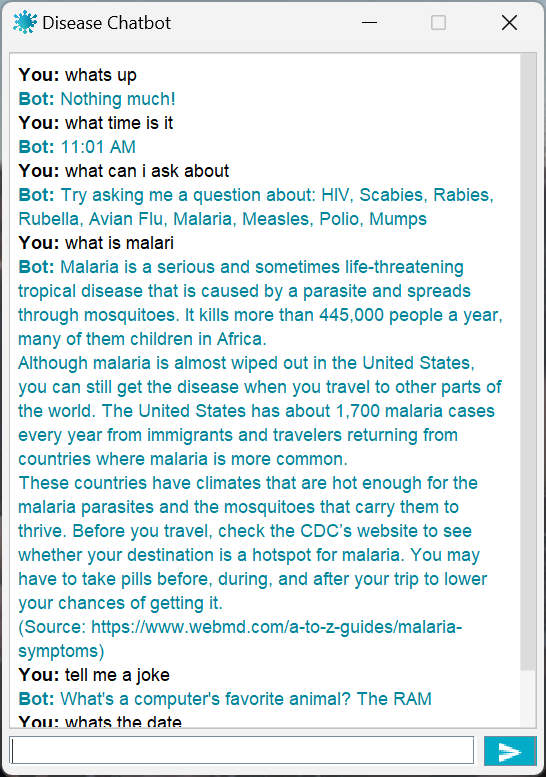 Disease Chatbot
You: whats up
Bot: Nothing much!
You: what time is it
Bot: 11:01 AM
You: what can i ask about
Bot: Try asking me a question about: HIV, Scabies, Rabies,
Rubella, Avian Flu, Malaria, Measles, Polio, Mumps
You: what is malari
Bot: Malaria is a serious and sometimes life-threatening
tropical disease that is caused by a parasite and spreads
through mosquitoes. It kills more than 445,000 people a year,
many of them children in Africa.
Although malaria is almost wiped out in the United States,
you can still get the disease when you travel to other parts of
the world. The United States has about 1,700 malaria cases
every year from immigrants and travelers returning from
countries where malaria is more common.
These countries have climates that are hot enough for the
malaria parasites and the mosquitoes that carry them to
thrive. Before you travel, check the CDC’s website to see
whether your destination is a hotspot for malaria. You may
have to take pills before, during, and after your trip to lower
your chances of getting it.
(Source: https://www.webmd.com/a-to-z-guides/malaria-
symptoms)
You: tell me a joke
Bot: What's a computer's favorite animal? The RAM
You: whats the date